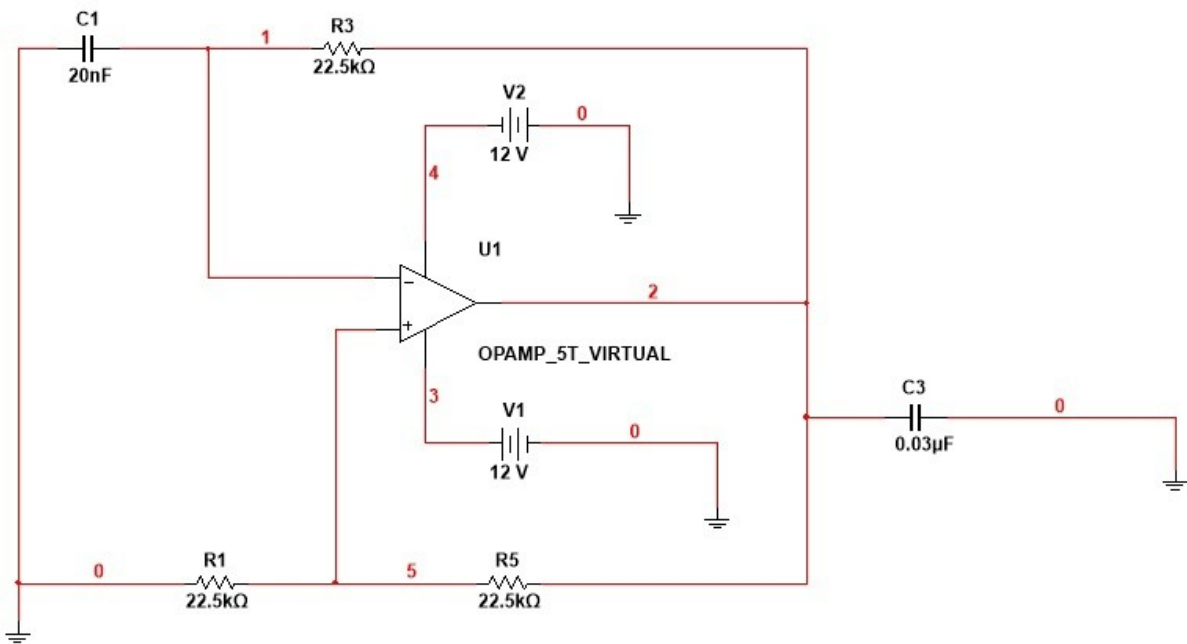 C1
20nF
1
R3
22.5kΩ
V2
12 V
0
4
U1
−
+
2
OPAMP_5T_VIRTUAL
3
V1
12 V
0
C3
0.03µF
0
0
R1
22.5kΩ
5
R5
22.5kΩ